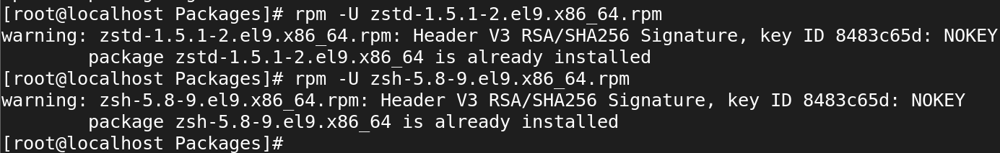 [root@localhost Packages]# rpm -U zstd-1.5.1-2.el9.x86_64.rpm
warning: zstd-1.5.1-2.el9.x86_64.rpm: Header V3 RSA/SHA256 Signature, key ID 8483c65d: NOKEY
        package zstd-1.5.1-2.el9.x86_64 is already installed
[root@localhost Packages]# rpm -U zsh-5.8-9.el9.x86_64.rpm
warning: zsh-5.8-9.el9.x86_64.rpm: Header V3 RSA/SHA256 Signature, key ID 8483c65d: NOKEY
        package zsh-5.8-9.el9.x86_64 is already installed
[root@localhost Packages]#